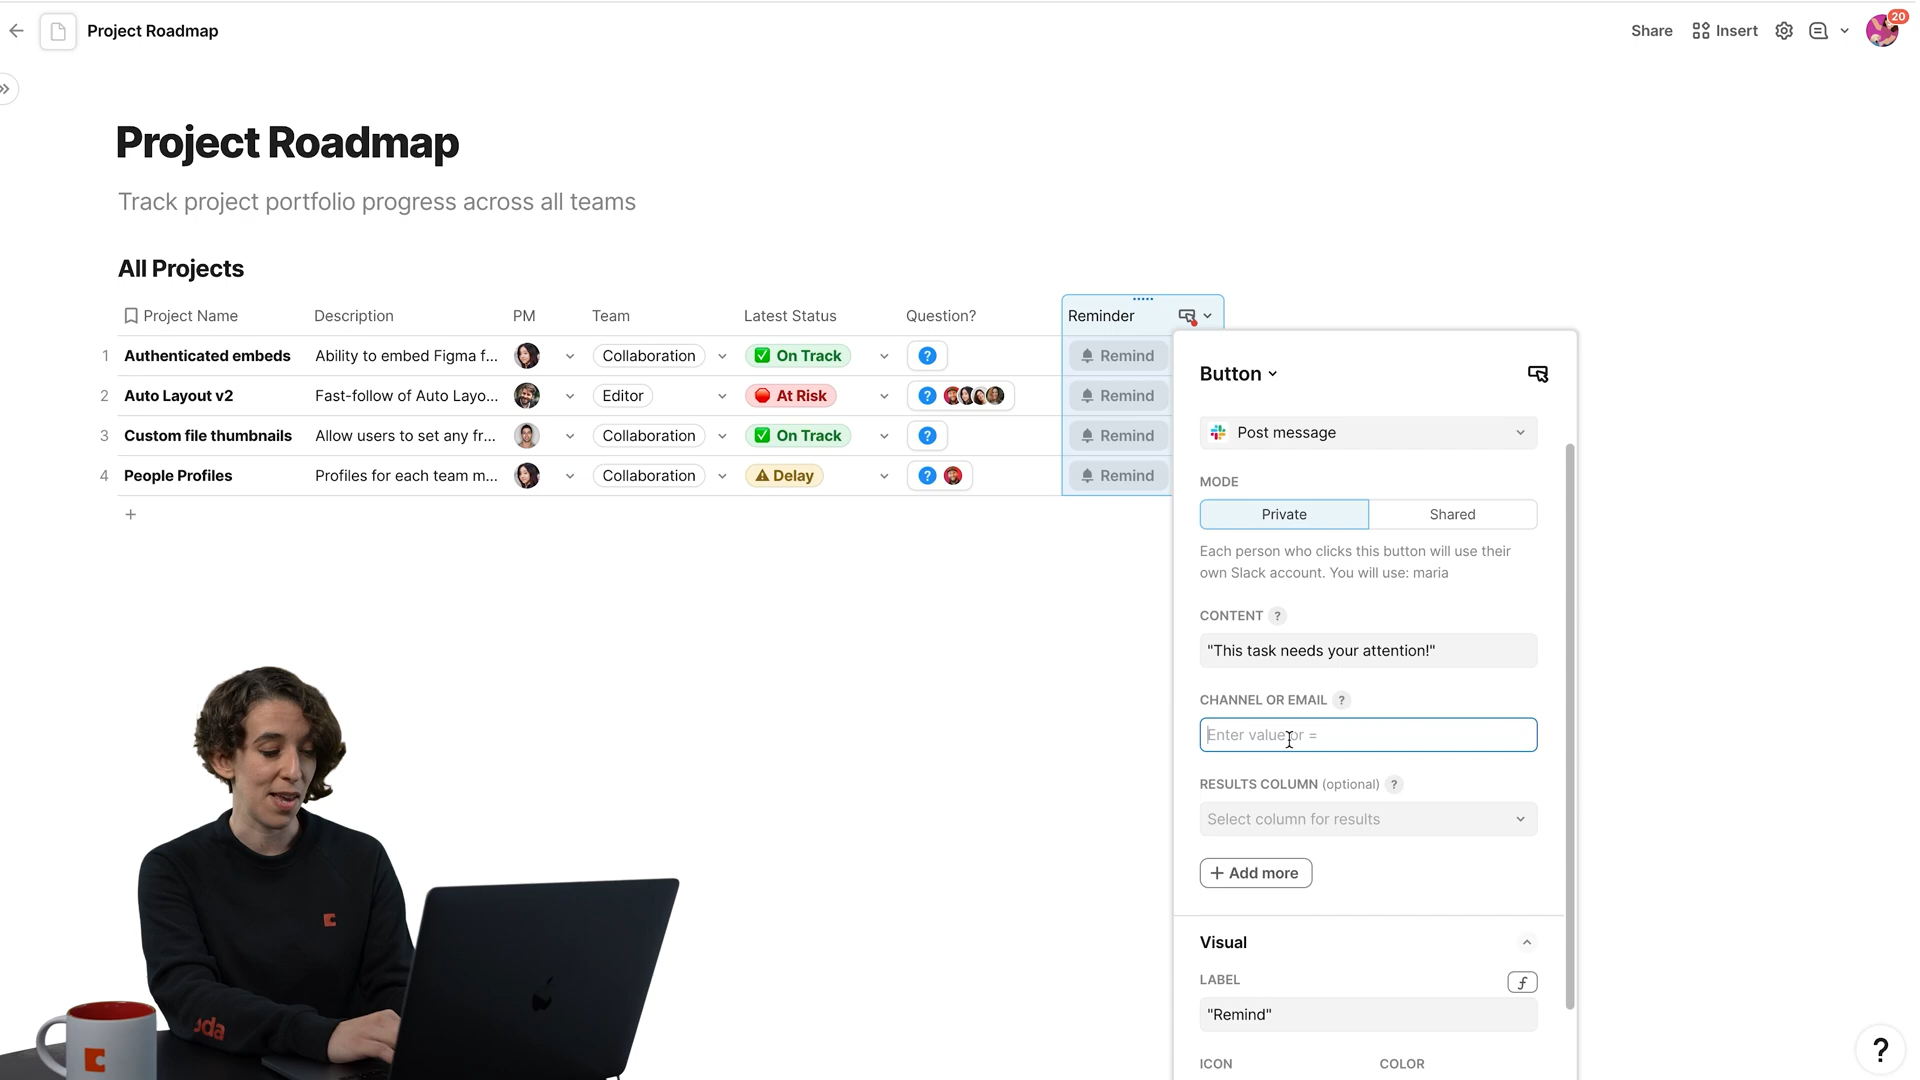 Project Roadmap
Share
Insert
20
Project Roadmap
Track project portfolio progress across all teams
All Projects
Project Name Description PM Team Latest Status Question? Reminder
1 Authenticated embeds Ability to embed Figma f... Collaboration On Track ? Remind
2 Auto Layout v2 Fast-follow of Auto Layo... Editor At Risk ? Remind
3 Custom file thumbnails Allow users to set any fr... Collaboration On Track ? Remind
4 People Profiles Profiles for each team m... Collaboration Delay ? Remind
+
Button
Post message
MODE
Private Shared
Each person who clicks this button will use their
own Slack account. You will use: maria
CONTENT ?
"This task needs your attention!"
CHANNEL OR EMAIL ?
Enter value or =
RESULTS COLUMN (optional) ?
Select column for results
+ Add more
Visual
LABEL
"Remind"
ICON COLOR
?